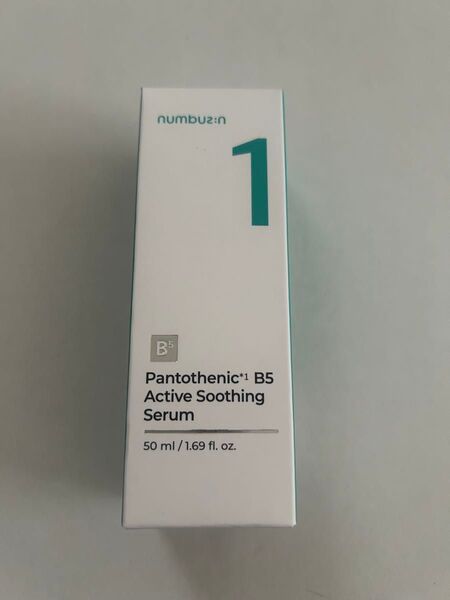 numbuz:n
1
B5
Pantothenic*1 B5
Active Soothing
Serum
50 ml / 1.69 fl. oz.